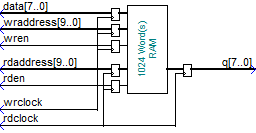 data[7..0]
wraddress[9..0]
wren
rdaddress[9..0]
rden
wrclock
rdclock
1024 Word(s)
RAM
q[7..0]